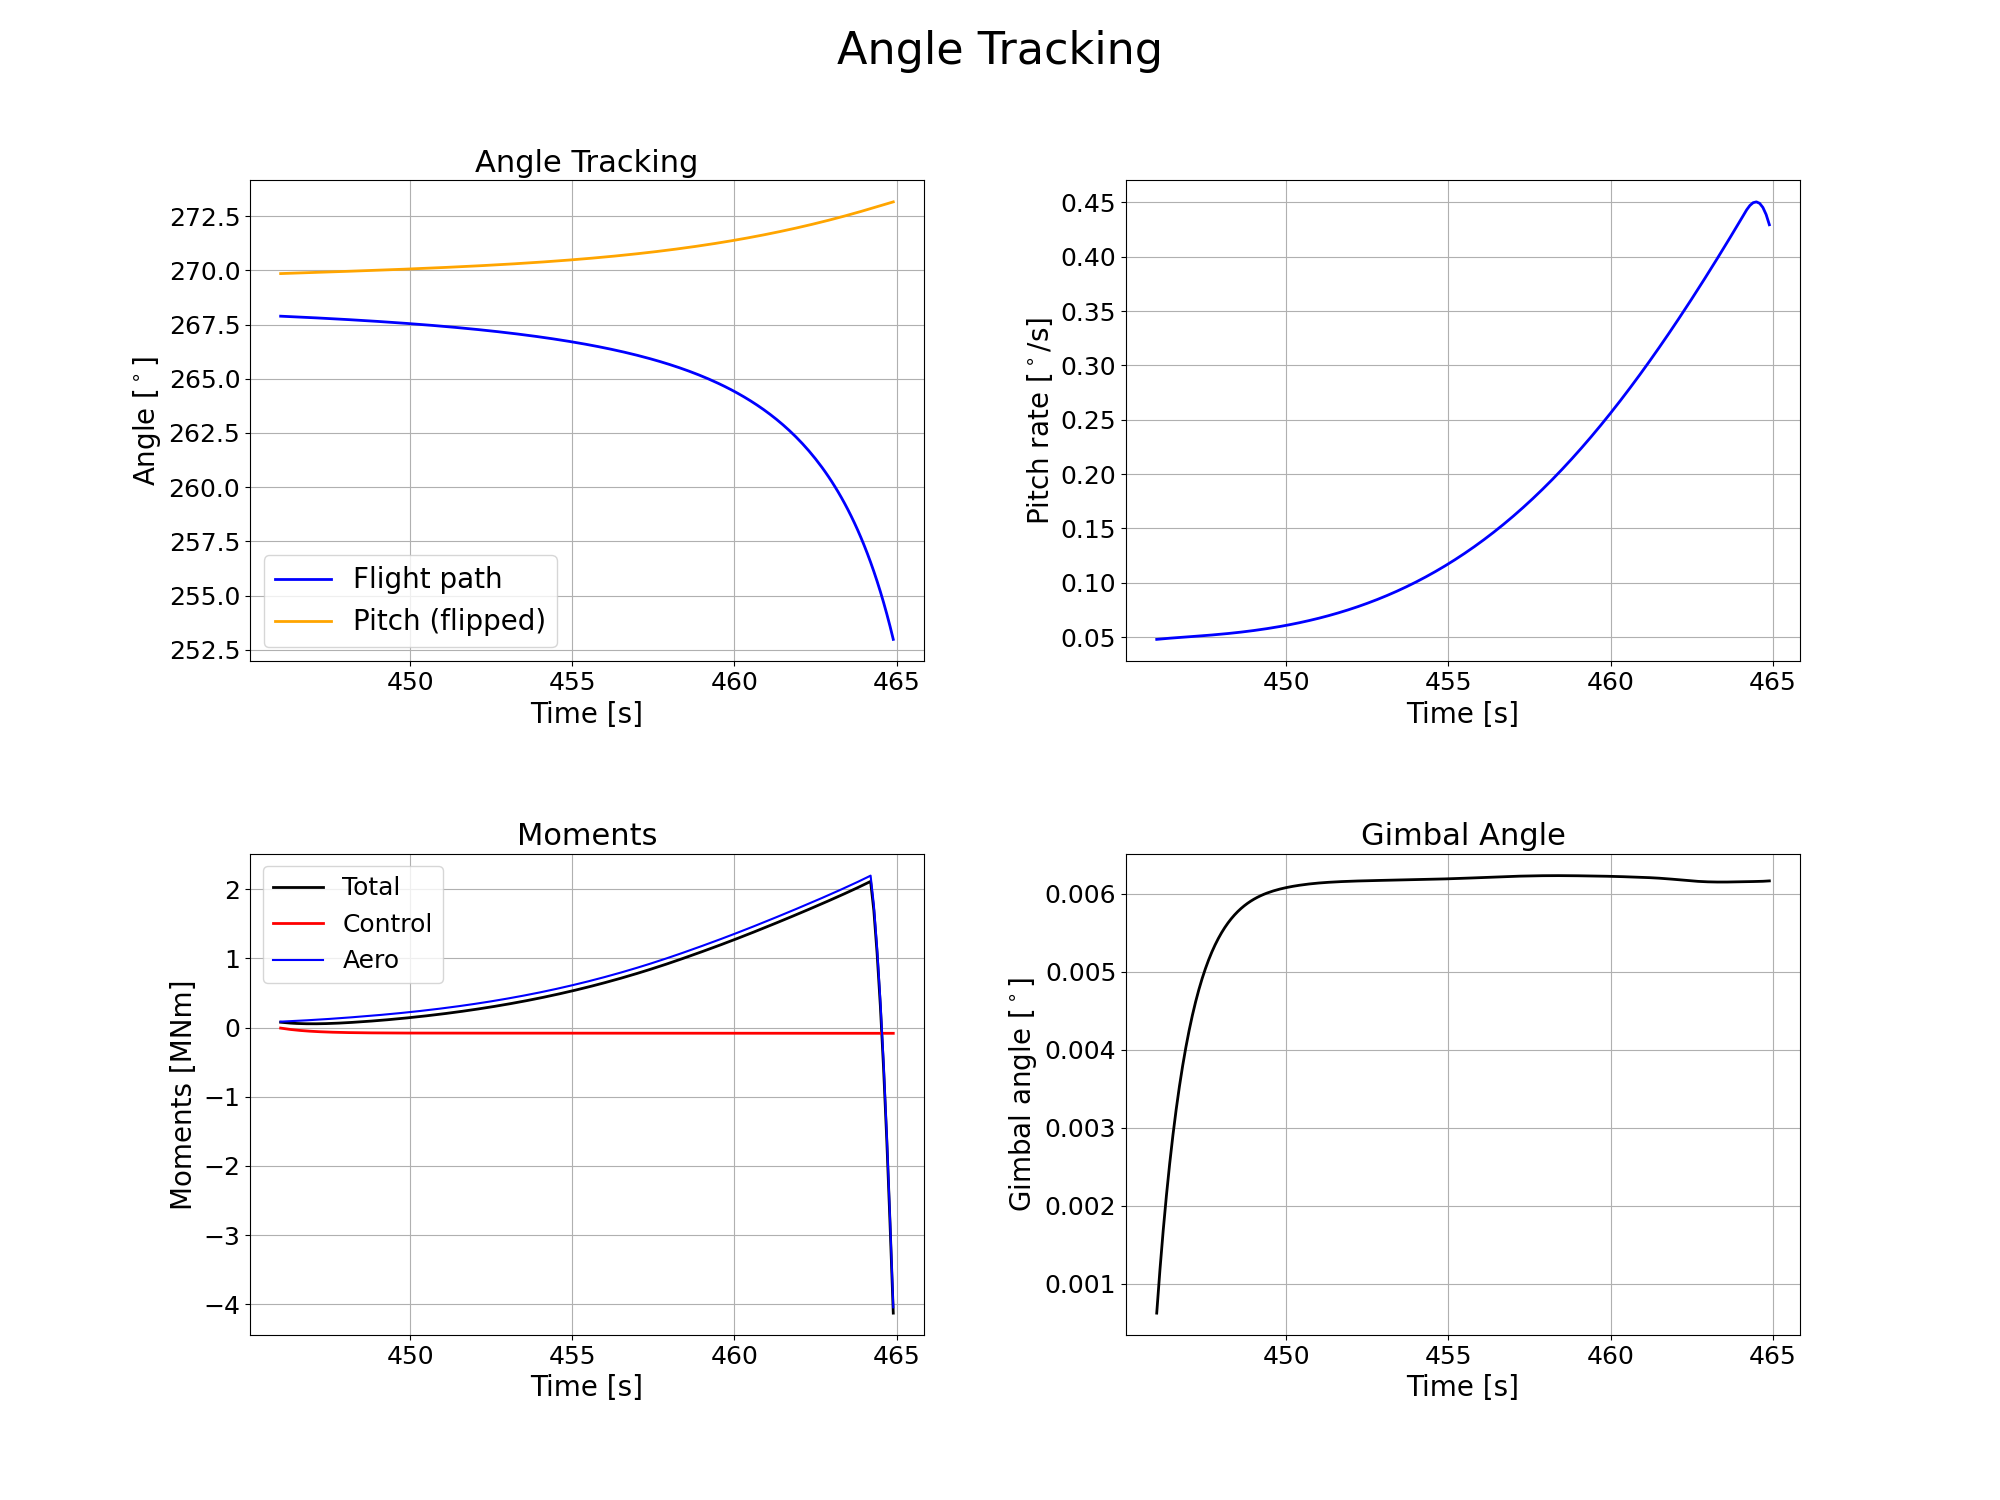 Angle Tracking
Angle Tracking
272.5
270.0
267.5
265.0
262.5
260.0
257.5
255.0
252.5
Angle [°]
Flight path
Pitch (flipped)
450 455 460 465
Time [s]
0.45
0.40
0.35
0.30
0.25
0.20
0.15
0.10
0.05
Pitch rate [°/s]
450 455 460 465
Time [s]
Moments
2
1
0
−1
−2
−3
−4
Moments [MNm]
Total
Control
Aero
450 455 460 465
Time [s]
Gimbal Angle
0.006
0.005
0.004
0.003
0.002
0.001
Gimbal angle [°]
450 455 460 465
Time [s]